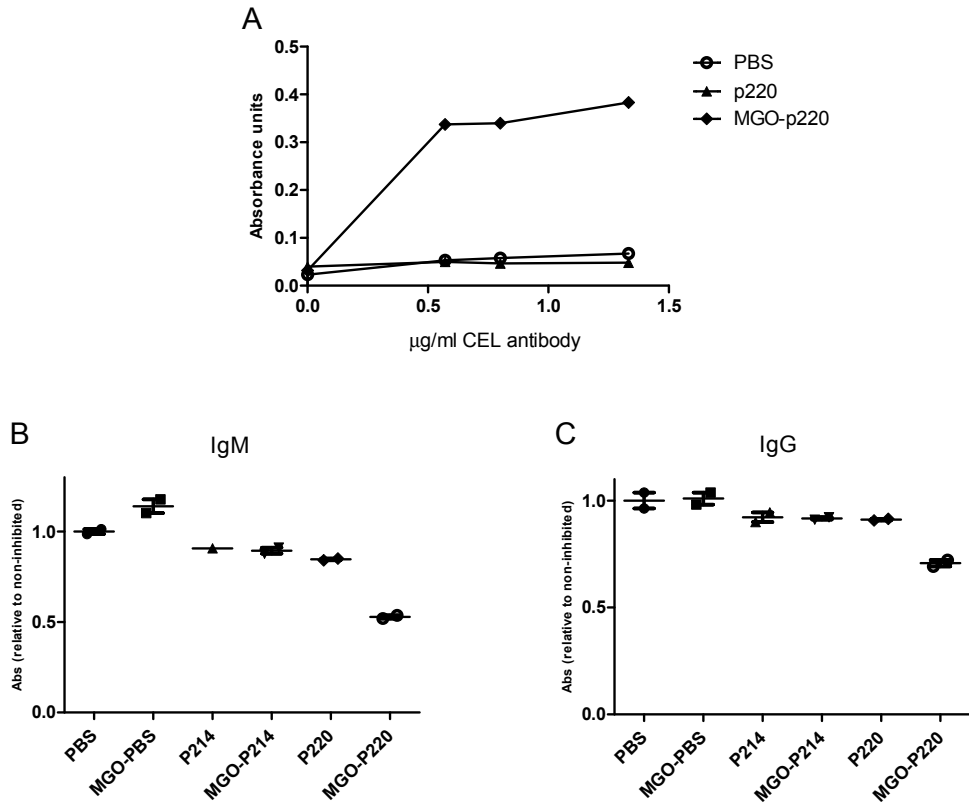 A
0.5
0.4
0.3
0.2
0.1
0.0
Absorbance units
0.0 0.5 1.0 1.5
μg/ml CEL antibody
PBS
p220
MGO-p220
B
IgM
Abs (relative to non-inhibited)
1.0
0.5
0.0
PBS
MGO-PBS
P214
MGO-P214
P220
MGO-P220
C
IgG
Abs (relative to non-inhibited)
1.0
0.5
0.0
PBS
MGO-PBS
P214
MGO-P214
P220
MGO-P220